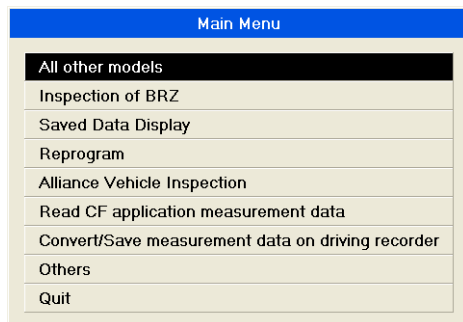 Main Menu
All other models
Inspection of BRZ
Saved Data Display
Reprogram
Alliance Vehicle Inspection
Read CF application measurement data
Convert/Save measurement data on driving recorder
Others
Quit